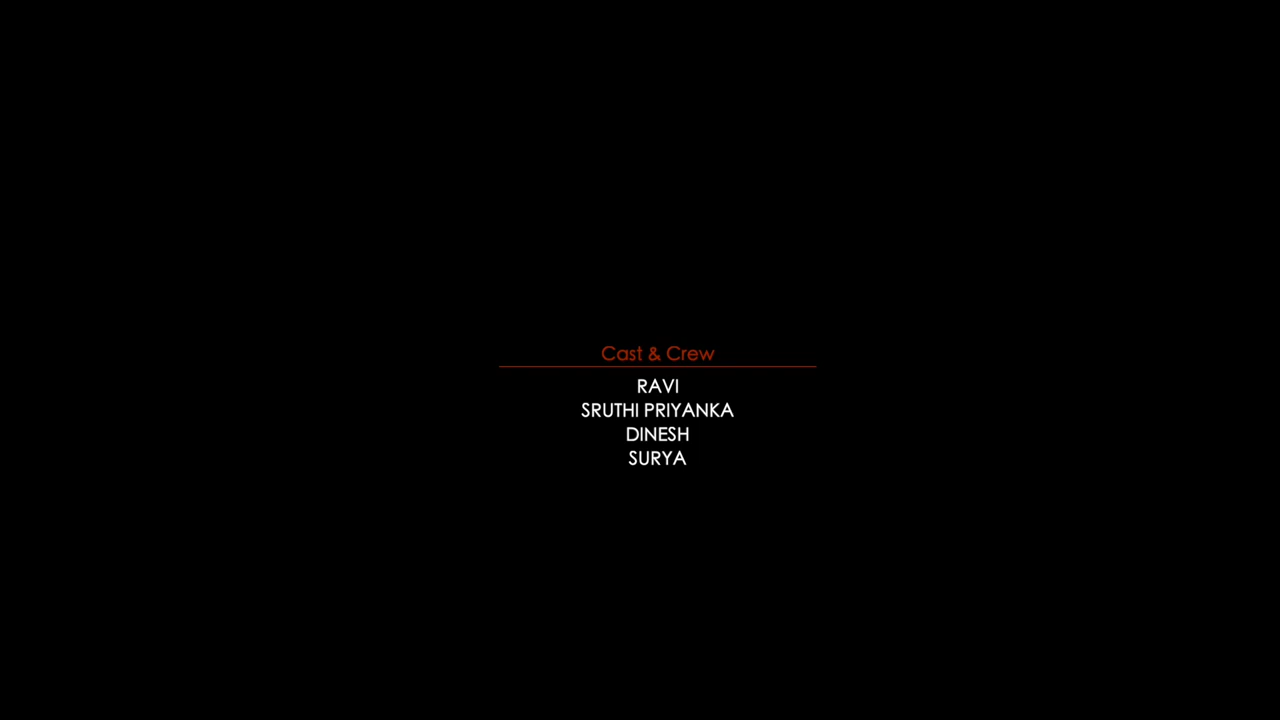 Cast & Crew
RAVI
SRUTHI PRIYANKA
DINESH
SURYA